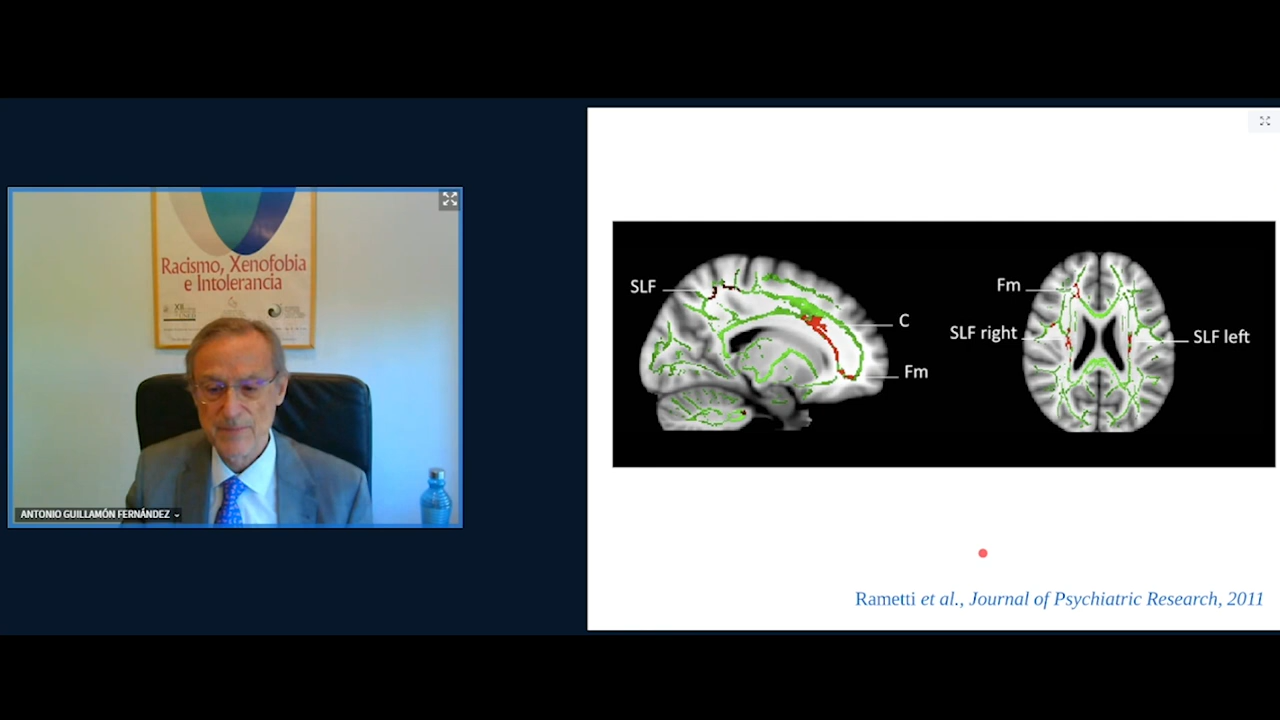 Racismo, Xenofobia
e Intolerancia
ANTONIO GUILLAMÓN FERNÁNDEZ
SLF
C
Fm
Fm
SLF right
SLF left
Rametti et al., Journal of Psychiatric Research, 2011